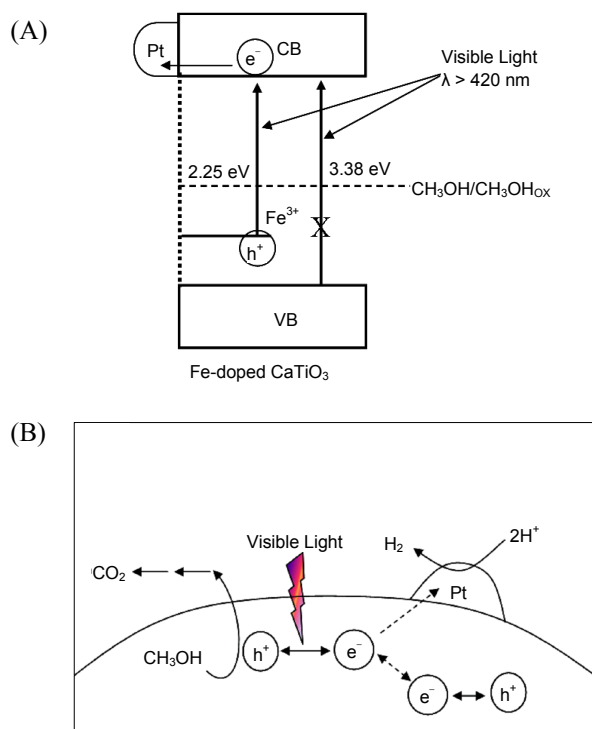 (A)
Pt
e⁻
CB
Visible Light
λ > 420 nm
2.25 eV
3.38 eV
CH₃OH/CH₃OH_OX
Fe³⁺
X
h⁺
VB
Fe-doped CaTiO₃
(B)
Visible Light
H₂
2H⁺
CO₂
Pt
CH₃OH
h⁺
e⁻
e⁻
h⁺